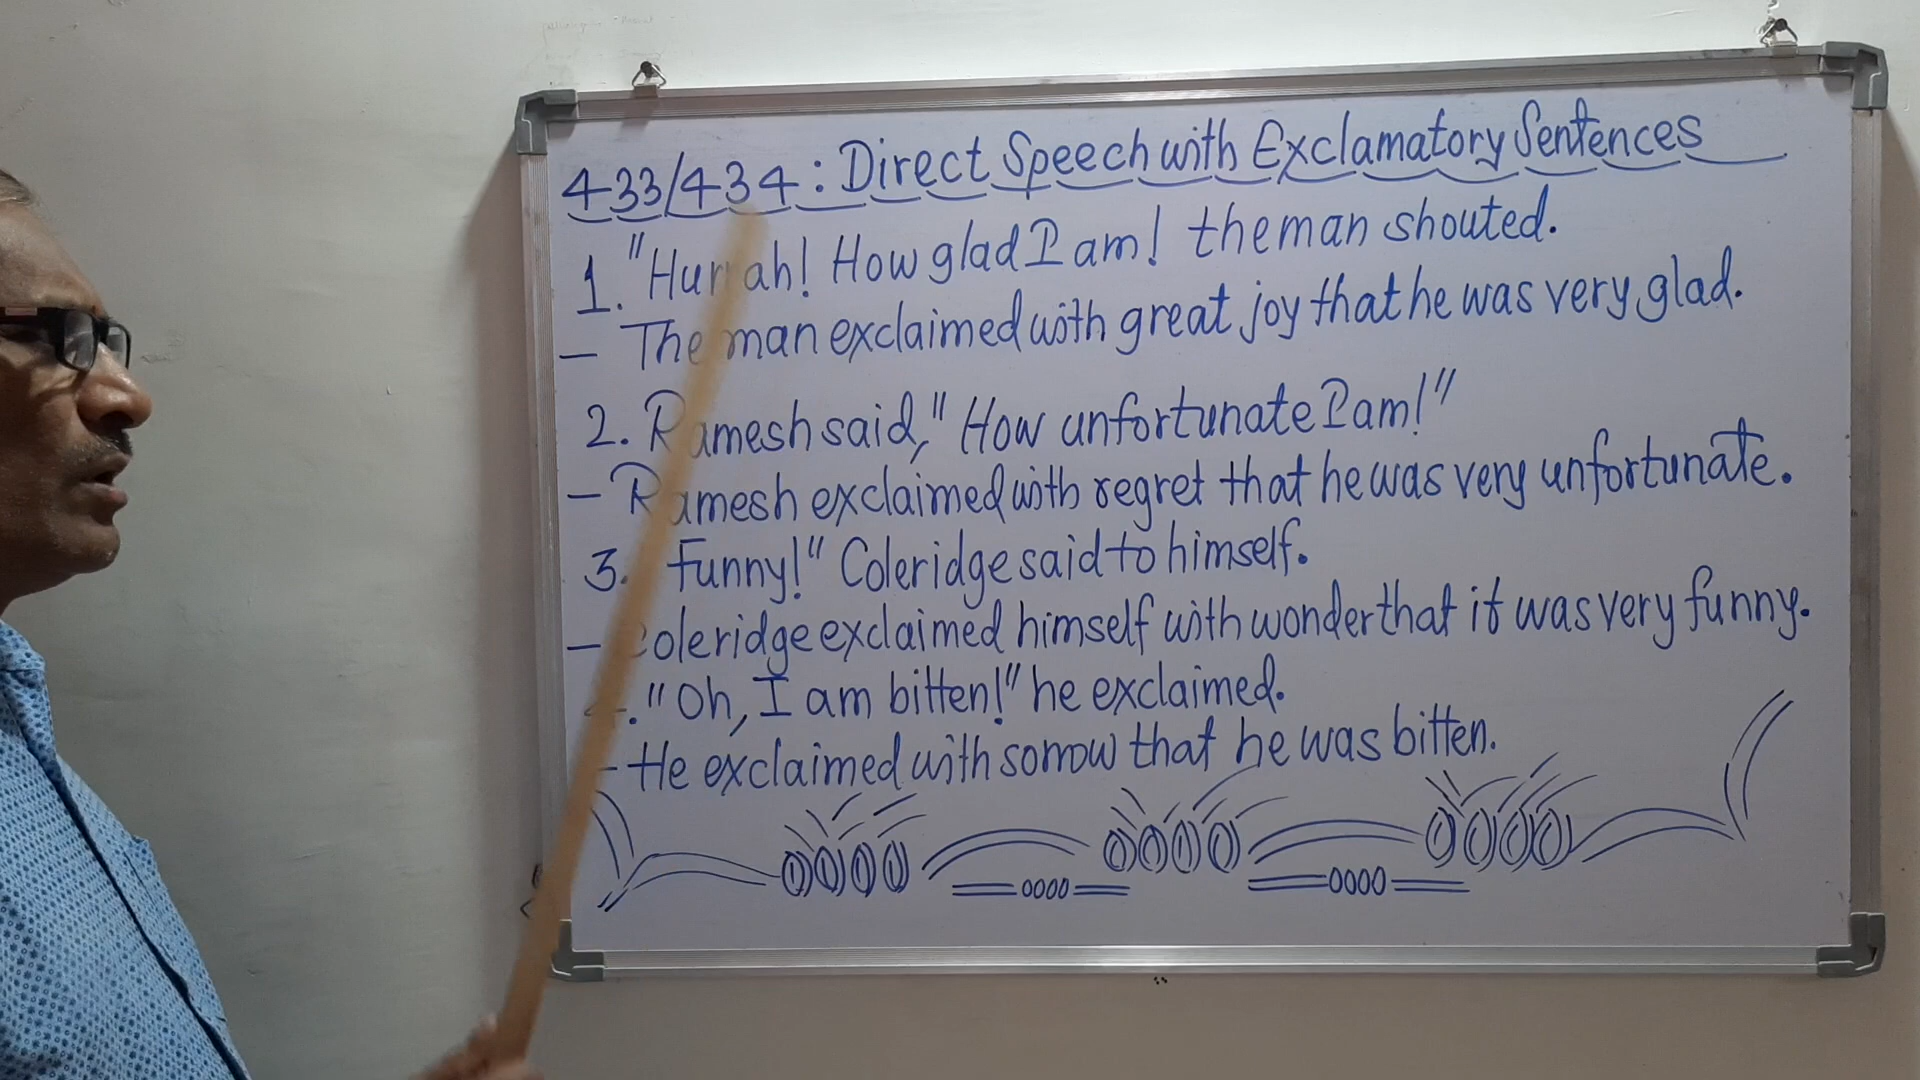 433/434 : Direct Speech with Exclamatory Sentences
1. "Hurrah! How glad I am! the man shouted.
– The man exclaimed with great joy that he was very glad.
2. Ramesh said, "How unfortunate I am!"
– Ramesh exclaimed with regret that he was very unfortunate.
3. Funny!" Coleridge said to himself.
– Coleridge exclaimed himself with wonder that it was very funny.
4. "Oh, I am bitten!" he exclaimed.
– He exclaimed with sorrow that he was bitten.